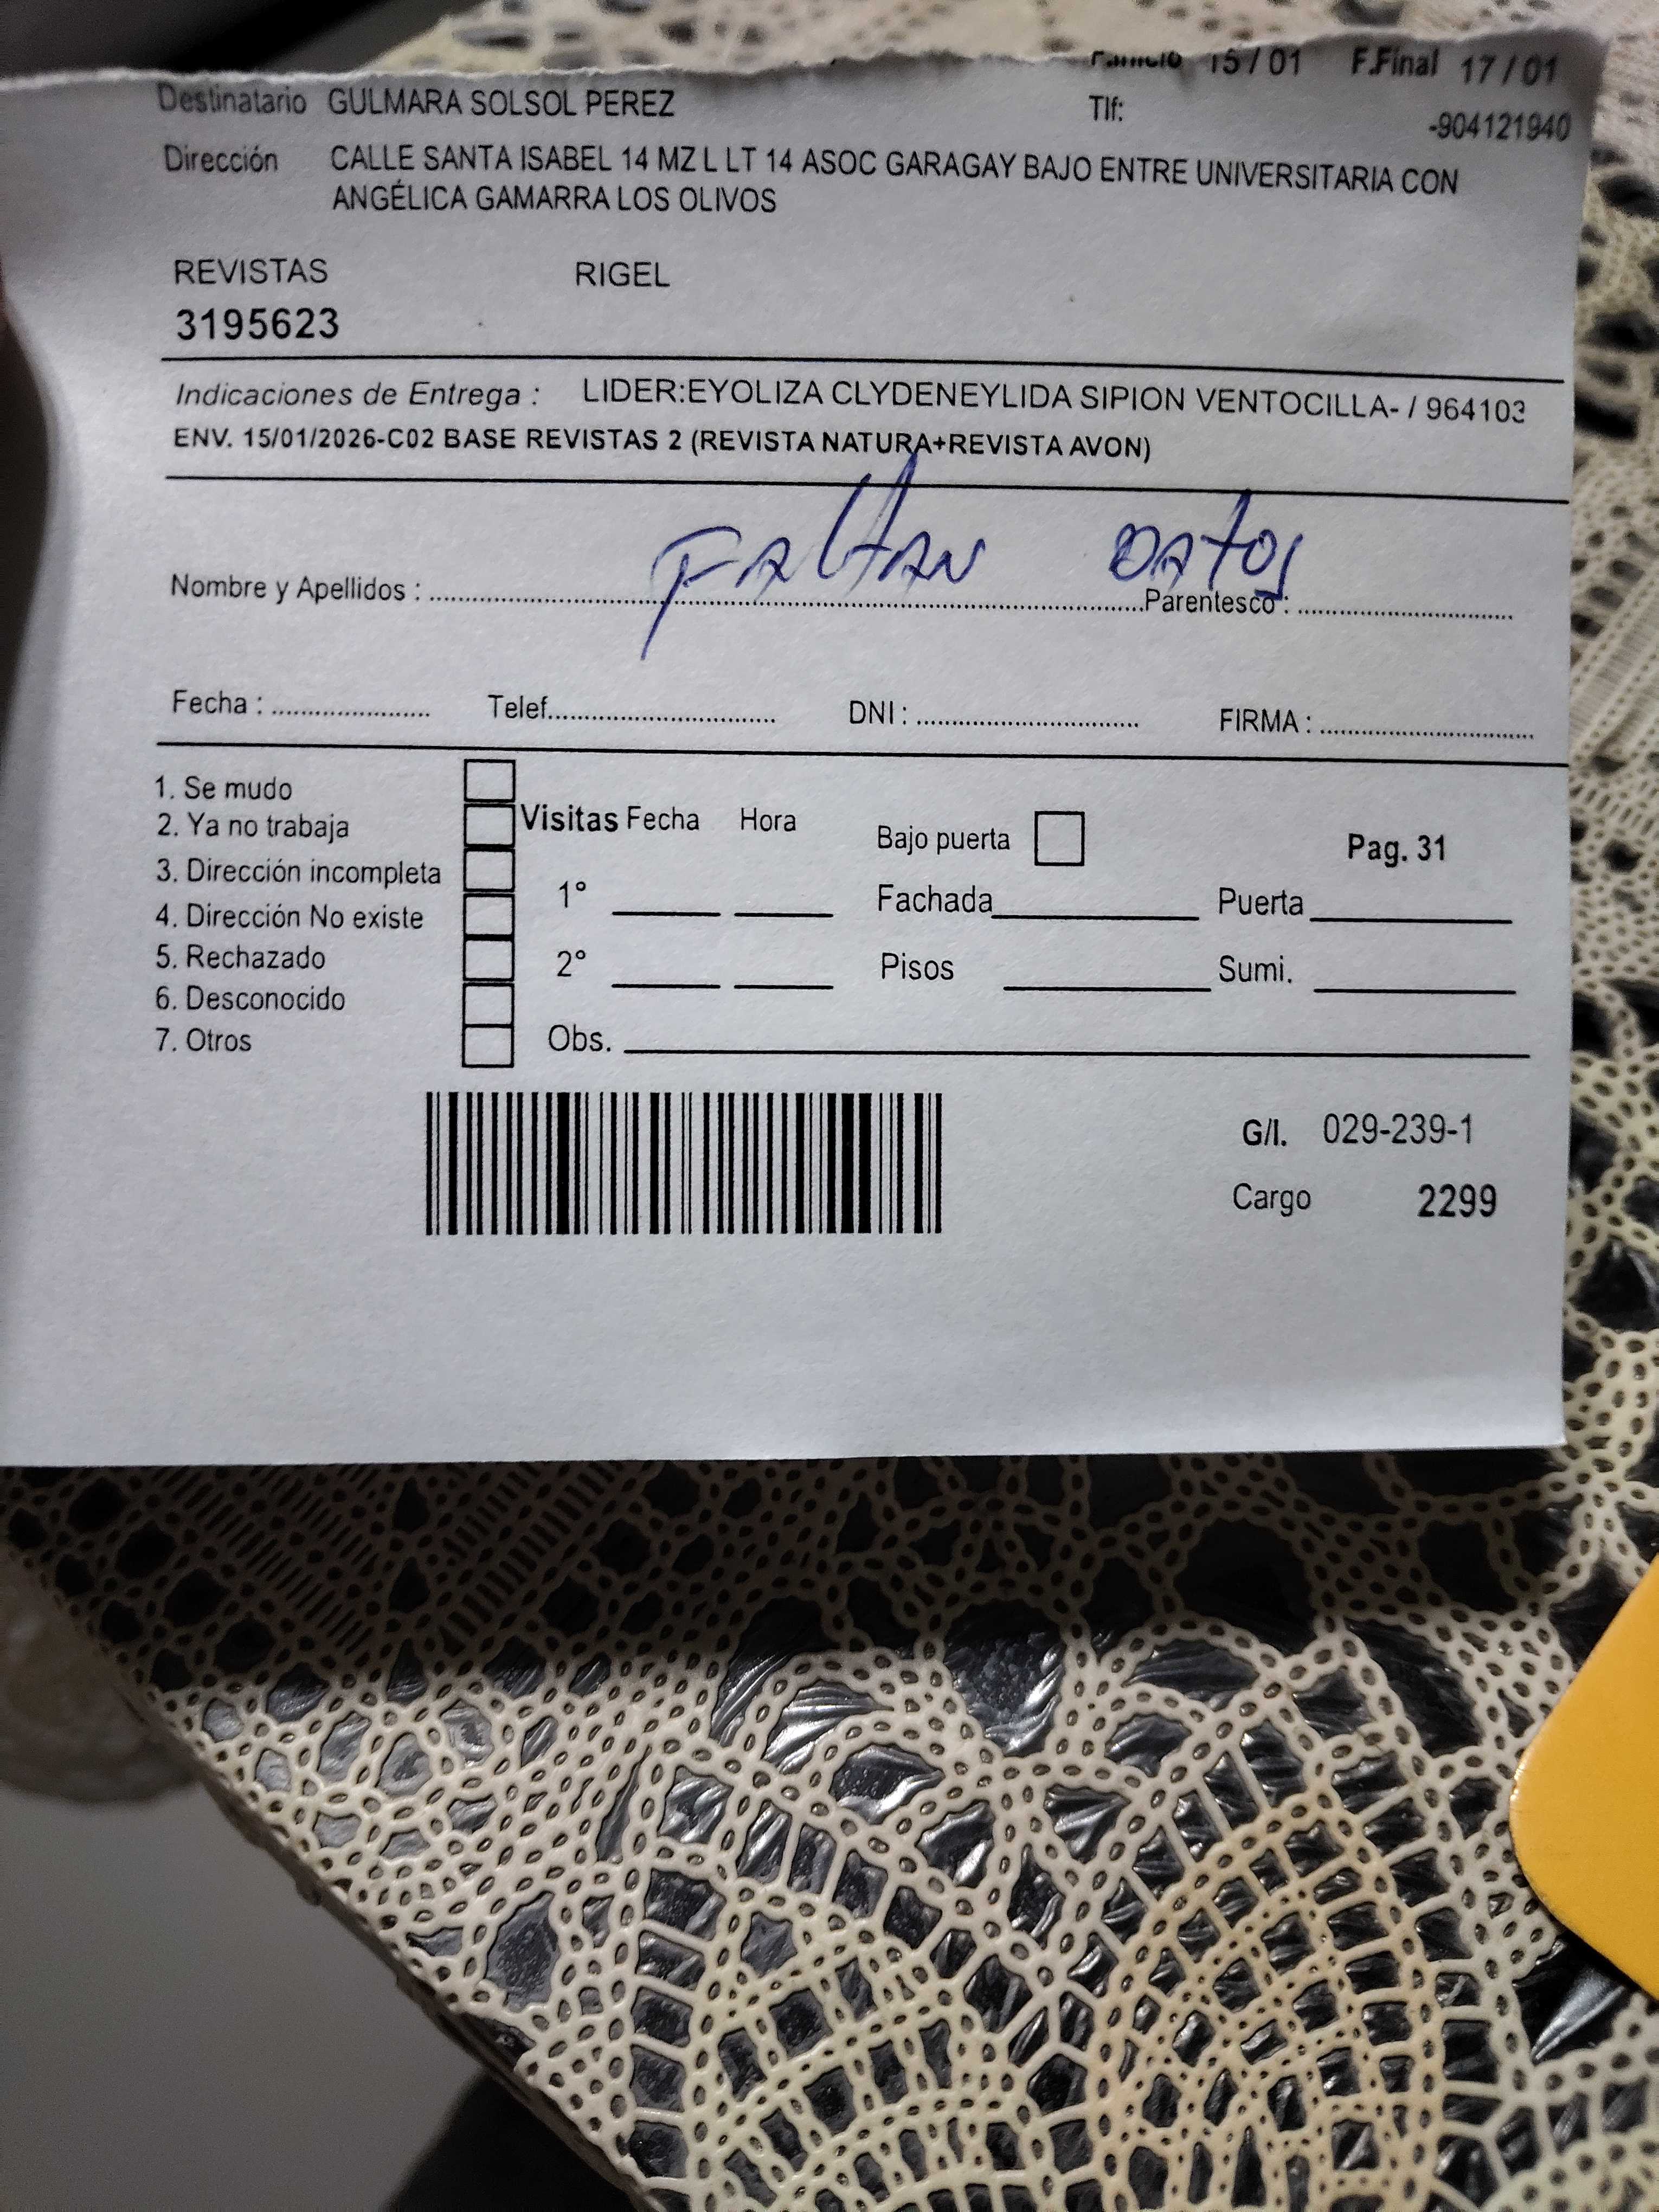 F.Inicio 15/01 F.Final 17/01
Destinatario GULMARA SOLSOL PEREZ Tlf: -904121940
Dirección CALLE SANTA ISABEL 14 MZ L LT 14 ASOC GARAGAY BAJO ENTRE UNIVERSITARIA CON
ANGÉLICA GAMARRA LOS OLIVOS
REVISTAS RIGEL
3195623
Indicaciones de Entrega : LIDER:EYOLIZA CLYDENEYLIDA SIPION VENTOCILLA- / 964103
ENV. 15/01/2026-C02 BASE REVISTAS 2 (REVISTA NATURA+REVISTA AVON)
FALTAN DATOS
Nombre y Apellidos : Parentesco :
Fecha : Telef. DNI : FIRMA :
1. Se mudo
2. Ya no trabaja
3. Dirección incompleta
4. Dirección No existe
5. Rechazado
6. Desconocido
7. Otros
Visitas Fecha Hora
1°
2°
Obs.
Bajo puerta Pag. 31
Fachada Puerta
Pisos Sumi.
G/I. 029-239-1
Cargo 2299